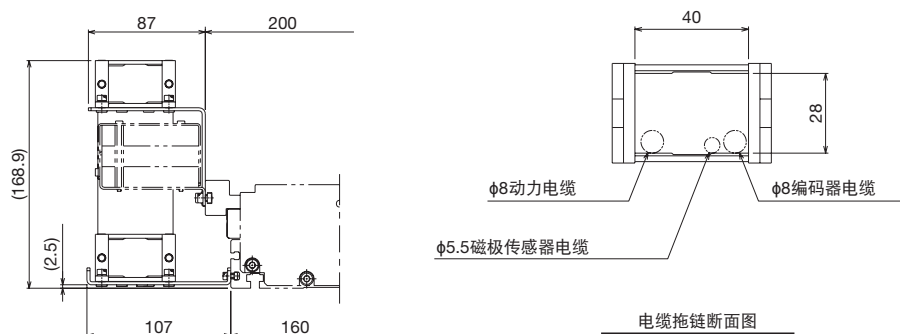 87
200
(168.9)
(2.5)
107
160
40
28
φ8动力电缆
φ8编码器电缆
φ5.5磁极传感器电缆
电缆拖链断面图